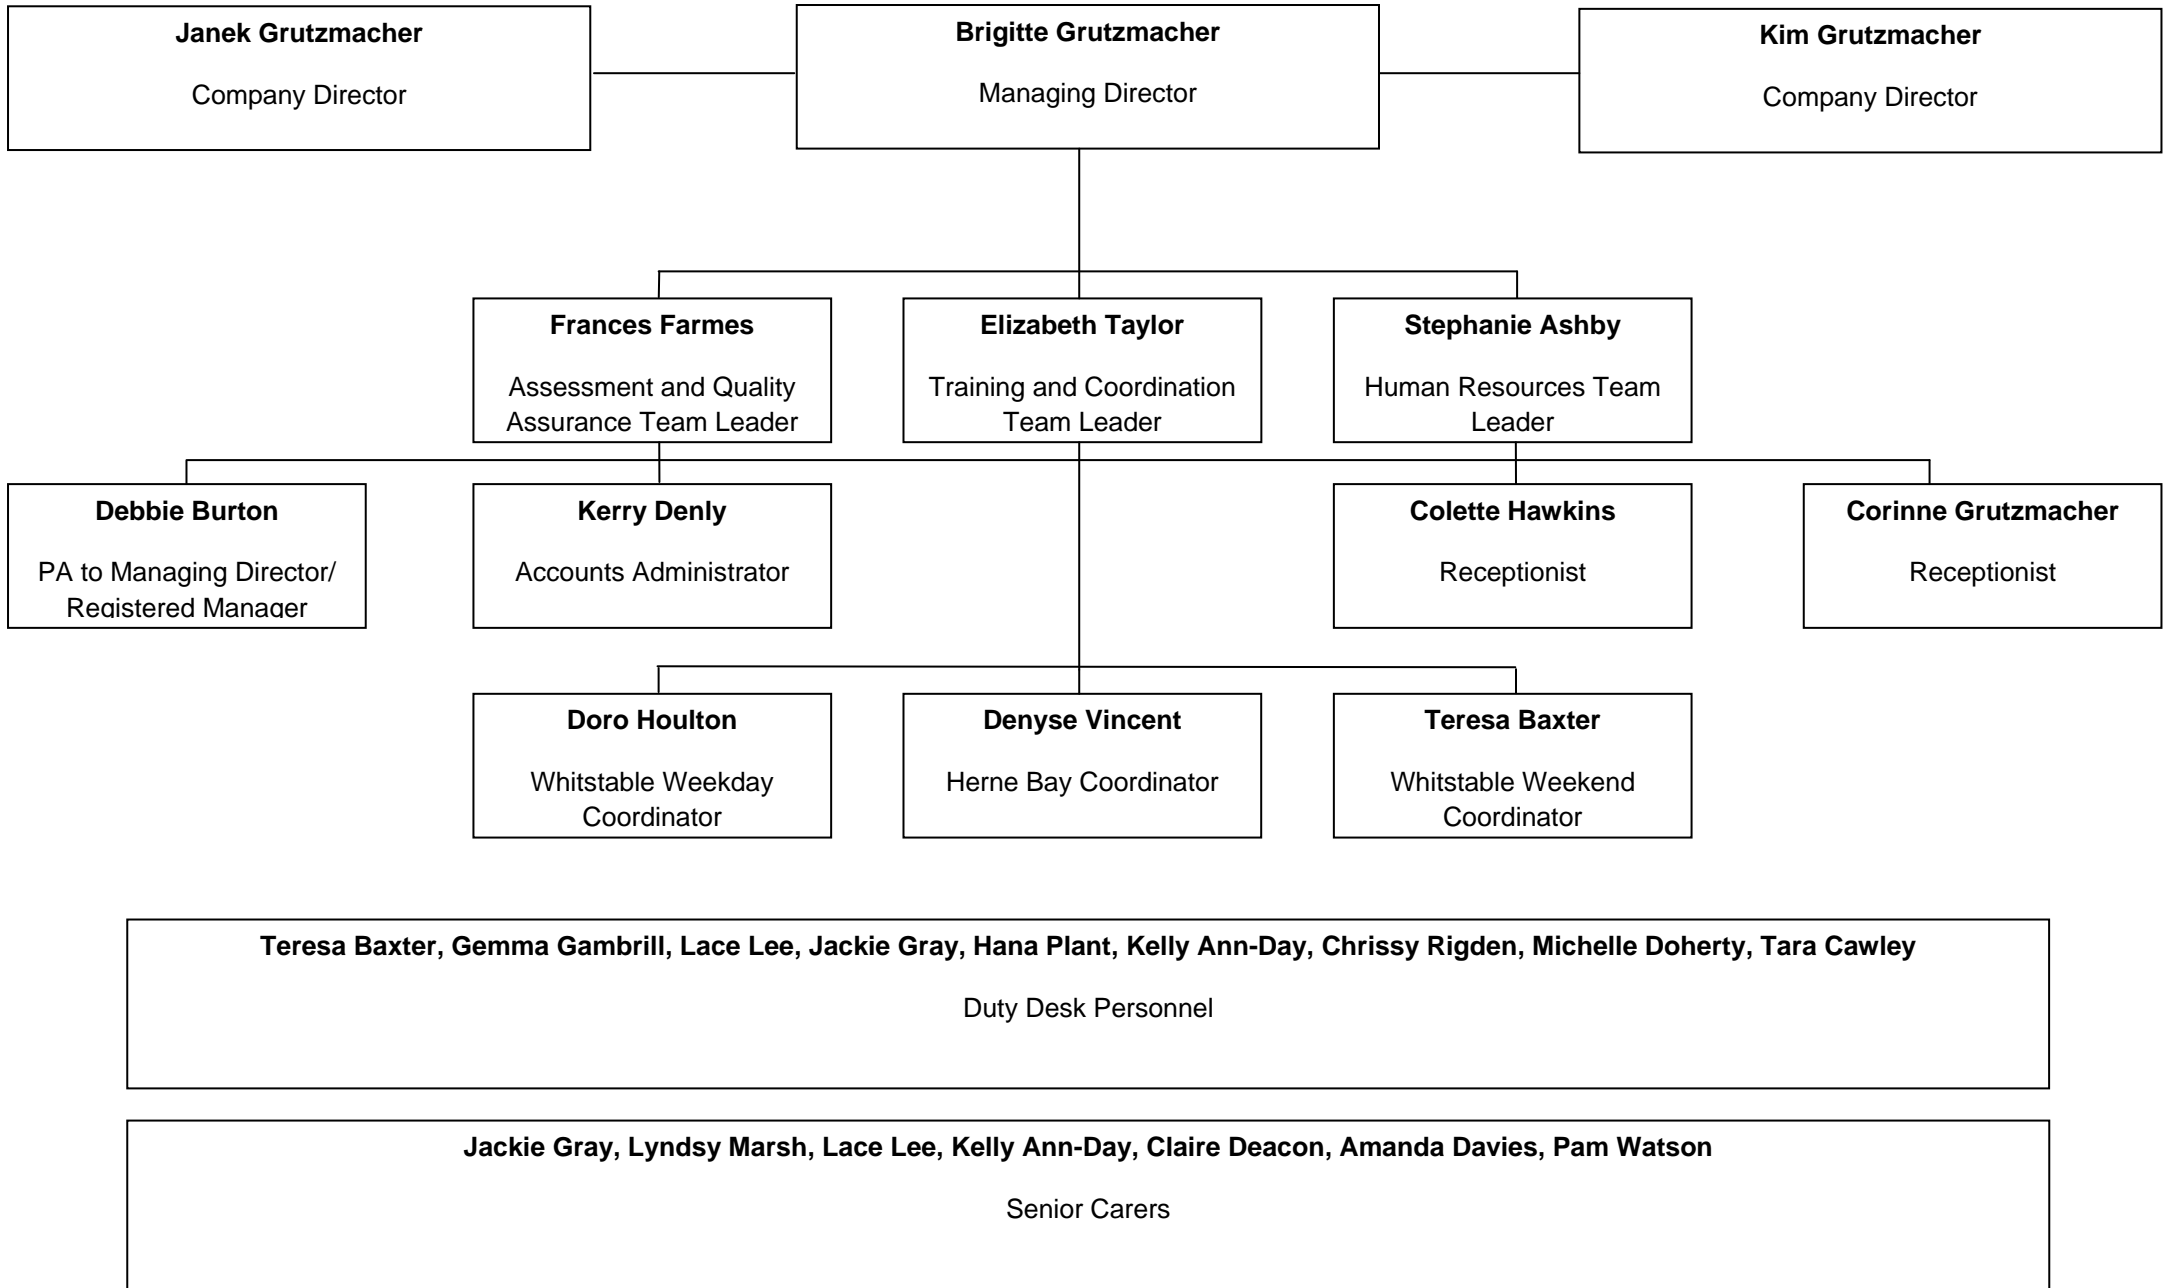 Janek Grutzmacher
Company Director
Brigitte Grutzmacher
Managing Director
Kim Grutzmacher
Company Director
Frances Farmes
Assessment and Quality
Assurance Team Leader
Elizabeth Taylor
Training and Coordination
Team Leader
Stephanie Ashby
Human Resources Team
Leader
Debbie Burton
PA to Managing Director/
Registered Manager
Kerry Denly
Accounts Administrator
Colette Hawkins
Receptionist
Corinne Grutzmacher
Receptionist
Doro Houlton
Whitstable Weekday
Coordinator
Denyse Vincent
Herne Bay Coordinator
Teresa Baxter
Whitstable Weekend
Coordinator
Teresa Baxter, Gemma Gambrill, Lace Lee, Jackie Gray, Hana Plant, Kelly Ann-Day, Chrissy Rigden, Michelle Doherty, Tara Cawley
Duty Desk Personnel
Jackie Gray, Lyndsy Marsh, Lace Lee, Kelly Ann-Day, Claire Deacon, Amanda Davies, Pam Watson
Senior Carers